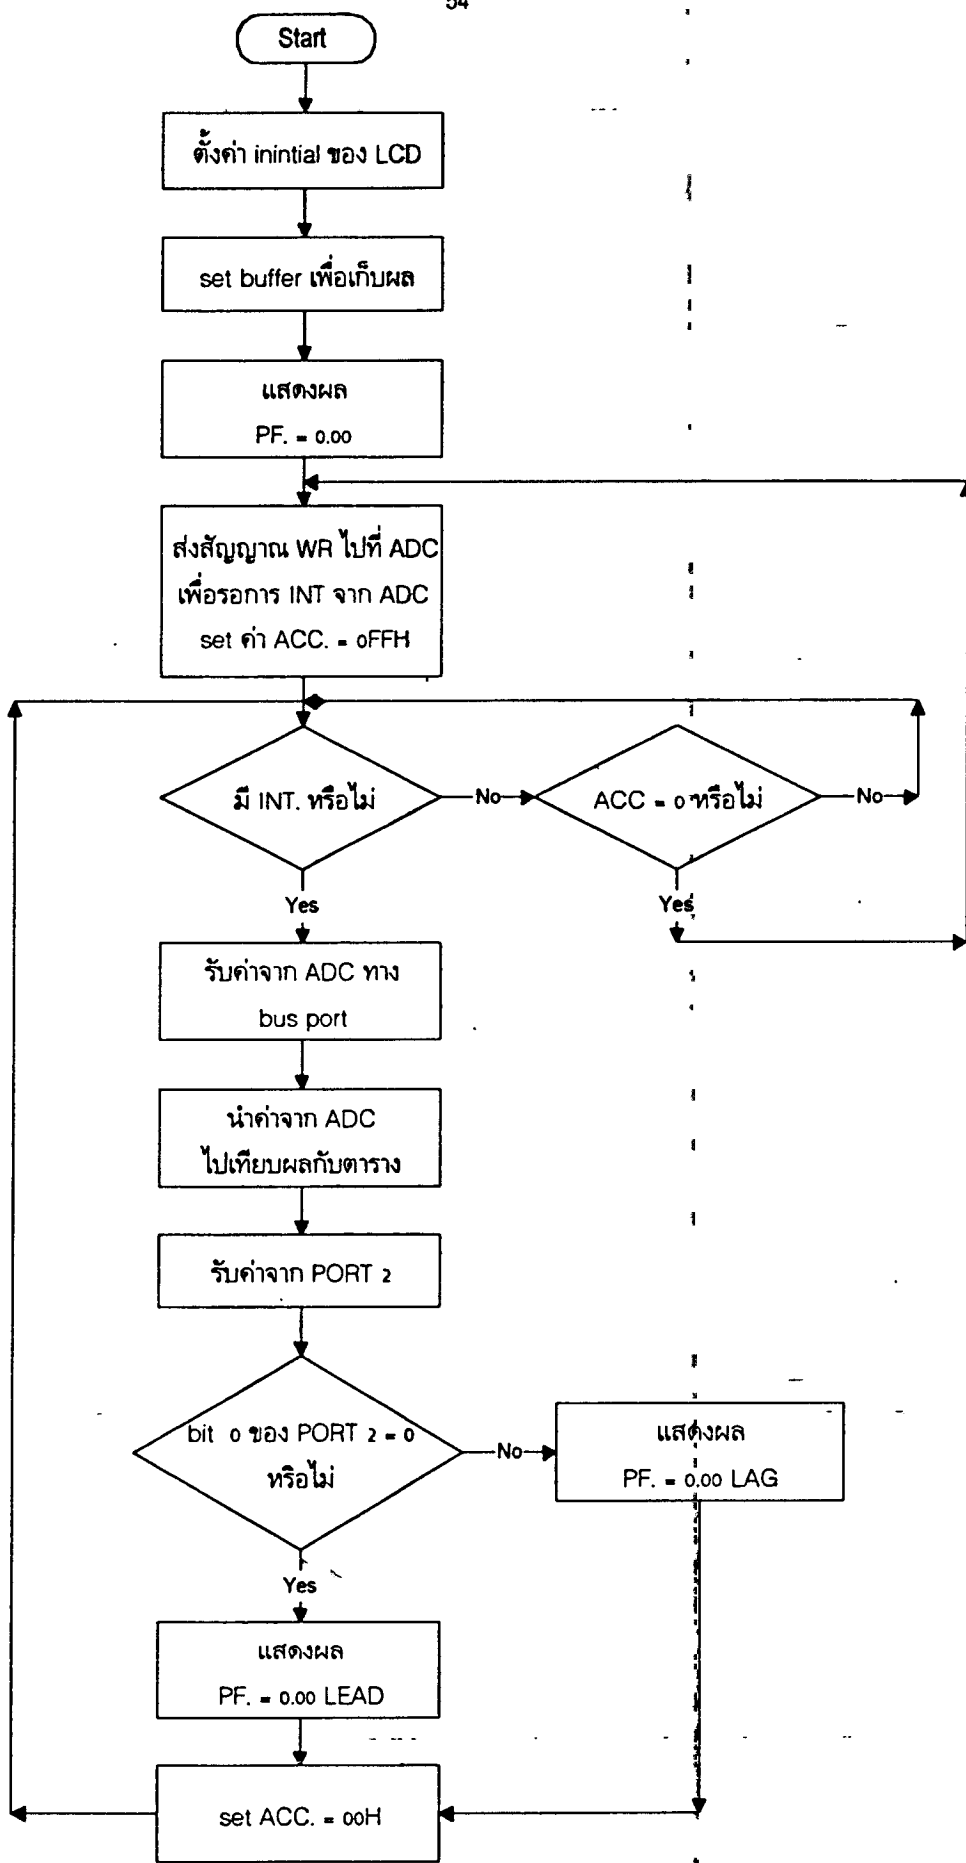 54
Start
ตั้งค่า inintial ของ LCD
set buffer เพื่อเก็บผล
แสดงผล
PF. = 0.00
ส่งสัญญาณ WR ไปที่ ADC
เพื่อรอการ INT จาก ADC
set ค่า ACC. = 0FFH
มี INT. หรือไม่
No
ACC = 0 หรือไม่
No
Yes
Yes
รับค่าจาก ADC ทาง
bus port
นำค่าจาก ADC
ไปเทียบผลกับตาราง
รับค่าจาก PORT 2
bit 0 ของ PORT 2 = 0
หรือไม่
No
แสดงผล
PF. = 0.00 LAG
Yes
แสดงผล
PF. = 0.00 LEAD
set ACC. = 00H